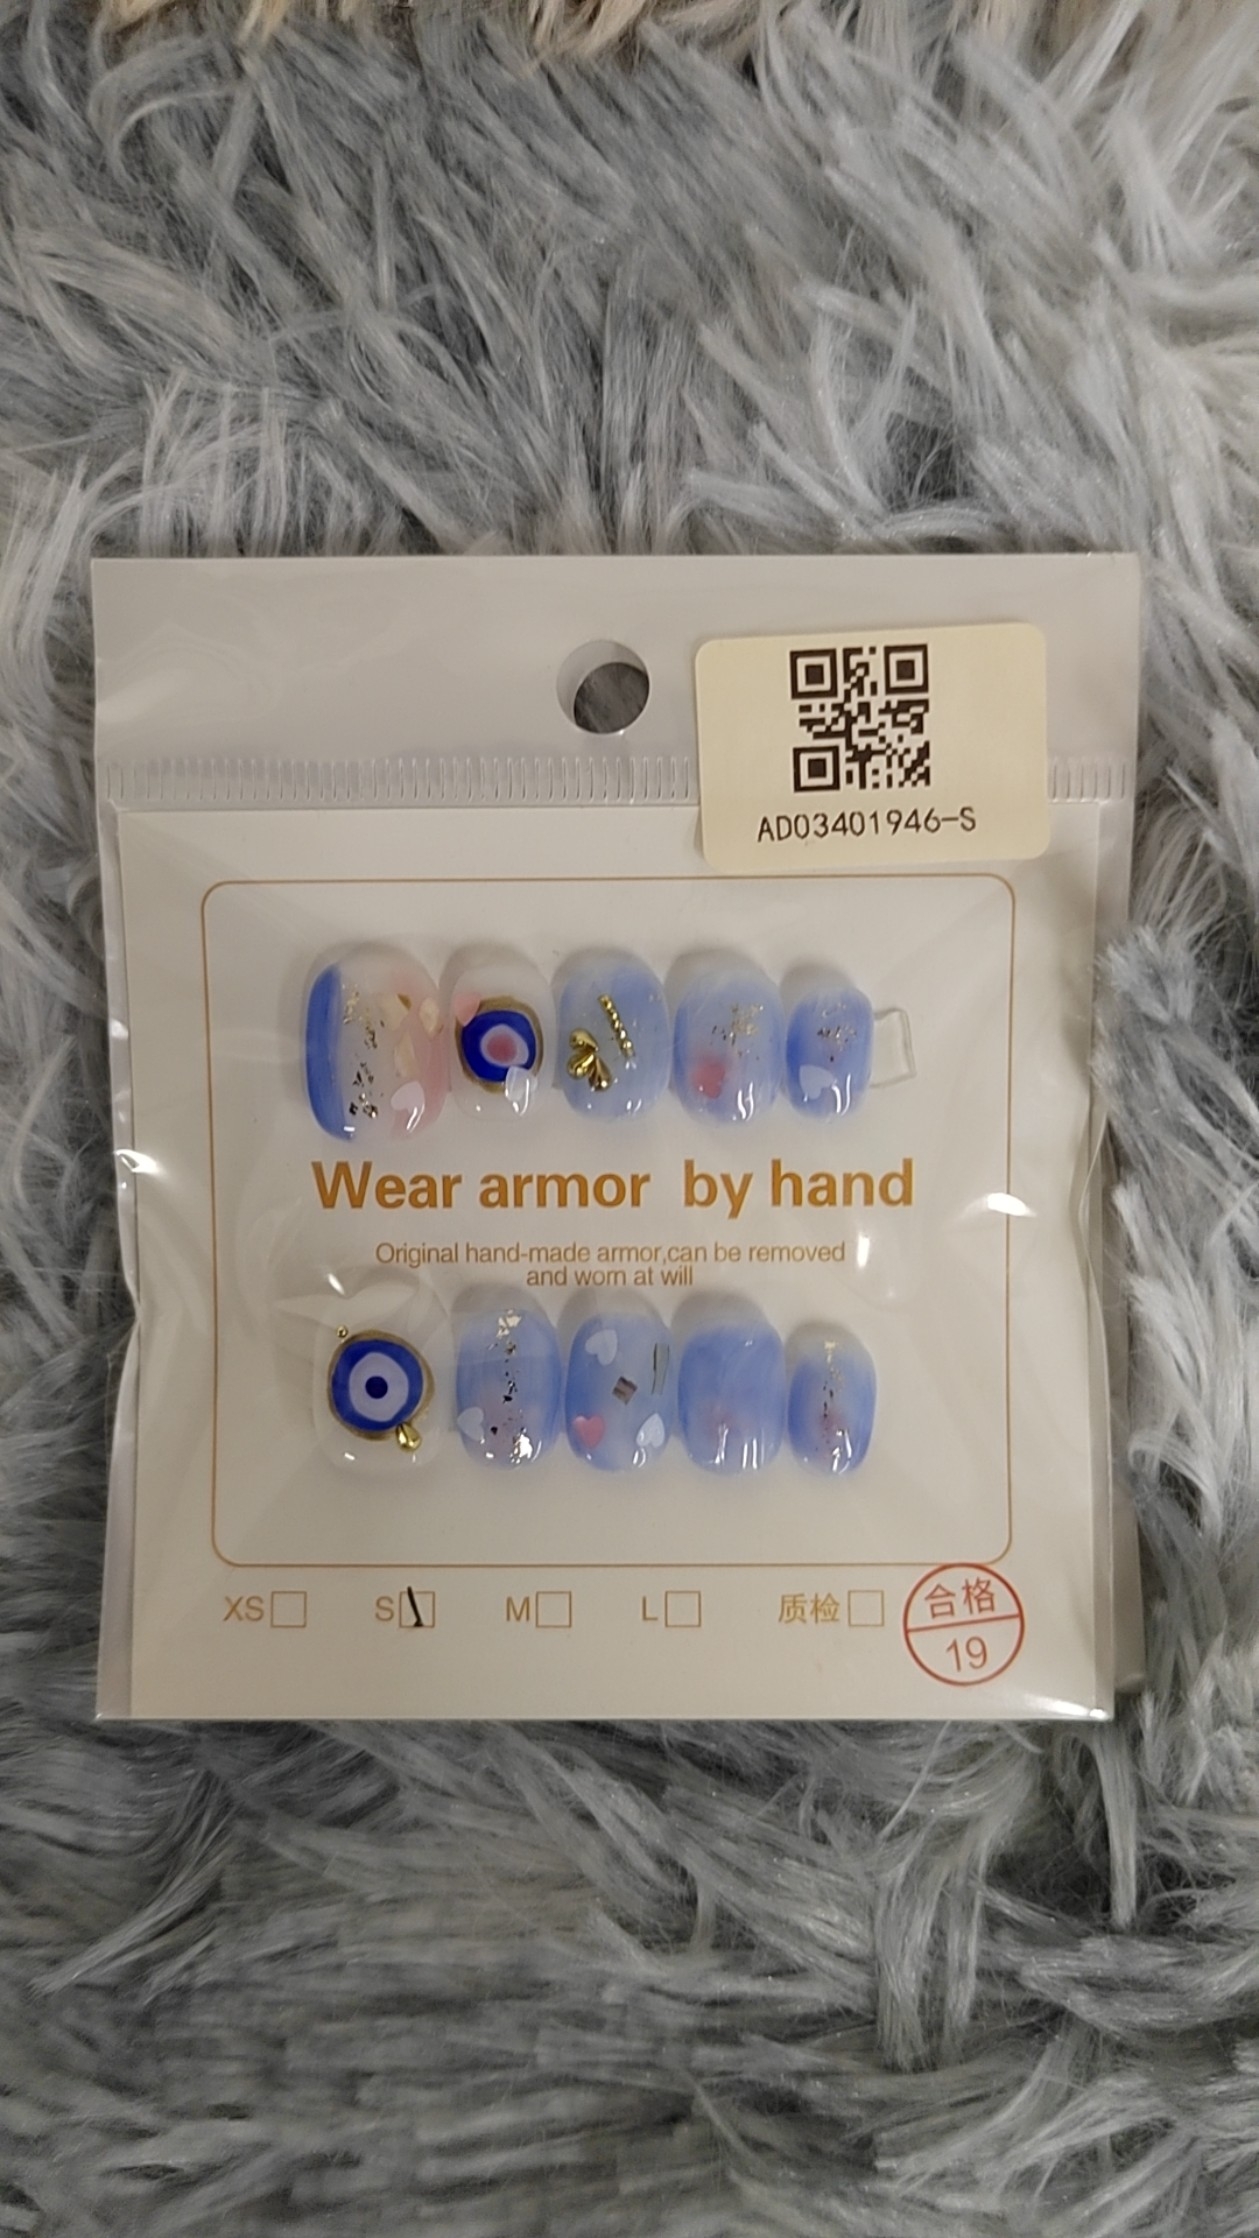 AD03401946-S
Wear armor by hand
Original hand-made armor,can be removed
and worn at will
XS S M L 质检
合格
19